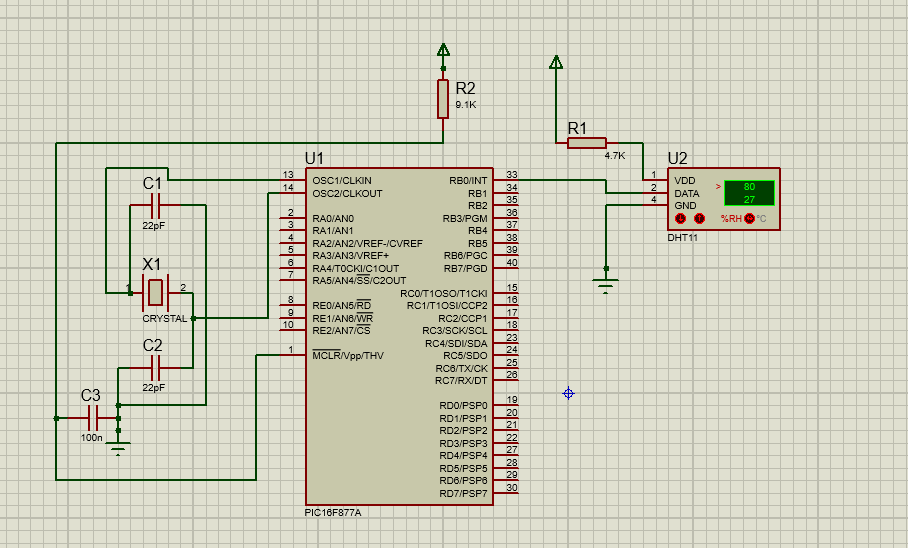 R2
9.1K
R1
4.7K
U1
U2
13 OSC1/CLKIN
14 OSC2/CLKOUT
2 RA0/AN0
3 RA1/AN1
4 RA2/AN2/VREF-/CVREF
5 RA3/AN3/VREF+
6 RA4/T0CKI/C1OUT
7 RA5/AN4/SS/C2OUT
8 RE0/AN5/RD
9 RE1/AN6/WR
10 RE2/AN7/CS
1 MCLR/Vpp/THV
RB0/INT 33
RB1 34
RB2 35
RB3/PGM 36
RB4 37
RB5 38
RB6/PGC 39
RB7/PGD 40
RC0/T1OSO/T1CKI 15
RC1/T1OSI/CCP2 16
RC2/CCP1 17
RC3/SCK/SCL 18
RC4/SDI/SDA 23
RC5/SDO 24
RC6/TX/CK 25
RC7/RX/DT 26
RD0/PSP0 19
RD1/PSP1 20
RD2/PSP2 21
RD3/PSP3 22
RD4/PSP4 27
RD5/PSP5 28
RD6/PSP6 29
RD7/PSP7 30
PIC16F877A
1 VDD
2 DATA
4 GND
> 80
27
%RH °C
DHT11
C1
22pF
X1
1 2
CRYSTAL
C2
22pF
C3
100n